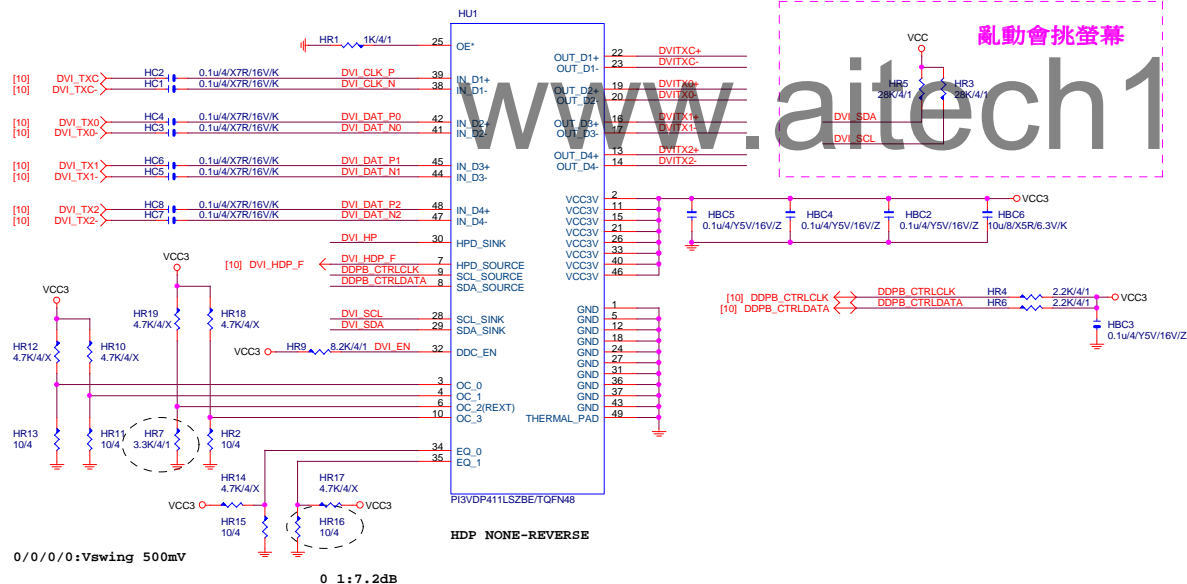 HU1
亂動會挑螢幕
www.aitech1
HR1 1K/4/1 25 OE*
OUT_D1+ 22 DVITXC+
OUT_D1- 23 DVITXC-
[10] DVI_TXC HC2 0.1u/4/X7R/16V/K DVI_CLK_P 39 IN_D1+
[10] DVI_TXC- HC1 0.1u/4/X7R/16V/K DVI_CLK_N 38 IN_D1-
OUT_D2+ 19 DVITX0+
OUT_D2- 20 DVITX0-
[10] DVI_TX0 HC4 0.1u/4/X7R/16V/K DVI_DAT_P0 42 IN_D2+
[10] DVI_TX0- HC3 0.1u/4/X7R/16V/K DVI_DAT_N0 41 IN_D2-
OUT_D3+ 16 DVITX1+
OUT_D3- 17 DVITX1-
[10] DVI_TX1 HC6 0.1u/4/X7R/16V/K DVI_DAT_P1 45 IN_D3+
[10] DVI_TX1- HC5 0.1u/4/X7R/16V/K DVI_DAT_N1 44 IN_D3-
OUT_D4+ 13 DVITX2+
OUT_D4- 14 DVITX2-
[10] DVI_TX2 HC8 0.1u/4/X7R/16V/K DVI_DAT_P2 48 IN_D4+
[10] DVI_TX2- HC7 0.1u/4/X7R/16V/K DVI_DAT_N2 47 IN_D4-
VCC
HR5 28K/4/1
HR3 28K/4/1
DVI_SDA
DVI_SCL
VCC3V 2
VCC3V 11
VCC3V 15
VCC3V 21
VCC3V 26
VCC3V 33
VCC3V 40
VCC3V 46
VCC3
HBC5 0.1u/4/Y5V/16V/Z
HBC4 0.1u/4/Y5V/16V/Z
HBC2 0.1u/4/Y5V/16V/Z
HBC6 10u/8/X5R/6.3V/K
DVI_HP 30 HPD_SINK
[10] DVI_HDP_F DVI_HDP_F 7 HPD_SOURCE
DDPB_CTRLCLK 9 SCL_SOURCE
DDPB_CTRLDATA 8 SDA_SOURCE
DVI_SCL 28 SCL_SINK
DVI_SDA 29 SDA_SINK
VCC3 HR9 8.2K/4/1 DVI_EN 32 DDC_EN
3 OC_0
4 OC_1
6 OC_2(REXT)
10 OC_3
34 EQ_0
35 EQ_1
GND 1
GND 5
GND 12
GND 18
GND 24
GND 27
GND 31
GND 36
GND 37
GND 43
THERMAL_PAD 49
[10] DDPB_CTRLCLK DDPB_CTRLCLK HR4 2.2K/4/1 VCC3
[10] DDPB_CTRLDATA DDPB_CTRLDATA HR6 2.2K/4/1
HBC3 0.1u/4/Y5V/16V/Z
VCC3
VCC3
HR19 4.7K/4/X
HR18 4.7K/4/X
HR12 4.7K/4/X
HR10 4.7K/4/X
HR13 10/4
HR11 10/4
HR7 3.3K/4/1
HR2 10/4
HR14 4.7K/4/X
HR17 4.7K/4/X
VCC3
VCC3
HR15 10/4
HR16 10/4
PI3VDP411LSZBE/TQFN48
HDP NONE-REVERSE
0/0/0/0:Vswing 500mV
0 1:7.2dB